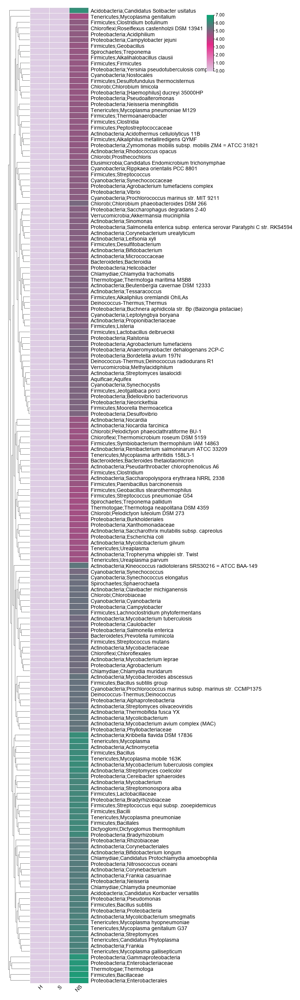 Acidobacteria;Candidatus Solibacter usitatus
Tenericutes;Mycoplasma genitalium
Firmicutes;Clostridium botulinum
Chloroflexi;Roseiflexus castenholzii DSM 13941
Proteobacteria;Acidiphilium
Proteobacteria;Campylobacter jejuni
Firmicutes;Geobacillus
Spirochaetes;Treponema
Firmicutes;Alkalihalobacillus clausii
Firmicutes;Firmicutes
Proteobacteria;Yersinia pseudotuberculosis
Cyanobacteria;Nostocales
Firmicutes;Desulfofundulus thermocisternus
Chlorobi;Chlorobium limicola
Proteobacteria;[Haemophilus] ducreyi 35000HP
Proteobacteria;Pseudoalteromonas
Proteobacteria;Neisseria meningitidis
Tenericutes;Mycoplasma pneumoniae M129
Firmicutes;Thermoanaerobacter
Firmicutes;Clostridia
Firmicutes;Peptostreptococcaceae
Actinobacteria;Acidothermus cellulolyticus 11B
Firmicutes;Alkaliphilus metalliredigens QYMF
Proteobacteria;Zymomonas mobilis subsp. mobilis ZM4 = ATCC 31821
Actinobacteria;Rhodococcus opacus
Chlorobi;Prosthecochloris
Elusimicrobia;Candidatus Endomicrobium trichonymphae
Cyanobacteria;Rippkaea orientalis PCC 8801
Firmicutes;Streptococcus
Cyanobacteria;Synechococcaceae
Proteobacteria;Agrobacterium tumefaciens complex
Proteobacteria;Vibrio
Cyanobacteria;Prochlorococcus marinus str. MIT 9211
Chlorobi;Chlorobium phaeobacteroides DSM 266
Proteobacteria;Saccharophagus degradans 2-40
Verrucomicrobia;Akkermansia muciniphila
Actinobacteria;Sinomonas
Proteobacteria;Salmonella enterica subsp. enterica serovar Paratyphi C str. RKS4594
Actinobacteria;Corynebacterium urealyticum
Actinobacteria;Leifsonia xyli
Firmicutes;Desulfitobacterium
Actinobacteria;Bifidobacterium
Actinobacteria;Micrococcaceae
Bacteroidetes;Bacteroidia
Proteobacteria;Helicobacter
Chlamydiae;Chlamydia trachomatis
Thermotogae;Thermotoga maritima MSB8
Actinobacteria;Beutenbergia cavernae DSM 12333
Actinobacteria;Tessaracoccus
Firmicutes;Alkaliphilus oremlandii OhILAs
Deinococcus-Thermus;Thermus
Proteobacteria;Buchnera aphidicola str. Bp (Baizongia pistaciae)
Cyanobacteria;Leptolyngbya boryana
Actinobacteria;Propionibacteriaceae
Firmicutes;Listeria
Firmicutes;Lactobacillus delbrueckii
Proteobacteria;Ralstonia
Proteobacteria;Agrobacterium tumefaciens
Proteobacteria;Anaeromyxobacter dehalogenans 2CP-C
Proteobacteria;Bordetella avium 197N
Deinococcus-Thermus;Deinococcus radiodurans R1
Verrucomicrobia;Methylacidiphilum
Actinobacteria;Streptomyces lasalocidi
Aquificae;Aquifex
Cyanobacteria;Synechocystis
Firmicutes;Jeotgalibaca porci
Proteobacteria;Bdellovibrio bacteriovorus
Proteobacteria;Neorickettsia
Firmicutes;Moorella thermoacetica
Proteobacteria;Desulfovibrio
Actinobacteria;Nocardia
Actinobacteria;Nocardia farcinica
Chlorobi;Pelodictyon phaeoclathratiforme BU-1
Chloroflexi;Thermomicrobium roseum DSM 5159
Firmicutes;Symbiobacterium thermophilum IAM 14863
Actinobacteria;Renibacterium salmoninarum ATCC 33209
Tenericutes;Mycoplasma arthritidis 158L3-1
Bacteroidetes;Bacteroides thetaiotaomicron
Actinobacteria;Pseudarthrobacter chlorophenolicus A6
Firmicutes;Clostridium
Actinobacteria;Saccharopolyspora erythraea NRRL 2338
Firmicutes;Paenibacillus barcinonensis
Firmicutes;Geobacillus stearothermophilus
Firmicutes;Streptococcus pneumoniae G54
Spirochaetes;Treponema pallidum
Thermotogae;Thermotoga neapolitana DSM 4359
Chlorobi;Pelodictyon luteolum DSM 273
Proteobacteria;Burkholderiales
Proteobacteria;Xanthomonadaceae
Actinobacteria;Saccharothrix mutabilis subsp. capreolus
Proteobacteria;Escherichia coli
Actinobacteria;Mycolicibacterium gilvum
Tenericutes;Ureaplasma
Actinobacteria;Tropheryma whipplei str. Twist
Tenericutes;Ureaplasma parvum
Actinobacteria;Kineococcus radiotolerans SRS30216 = ATCC BAA-149
Cyanobacteria;Synechococcus
Cyanobacteria;Synechococcus elongatus
Spirochaetes;Sphaerochaeta
Actinobacteria;Clavibacter michiganensis
Chlorobi;Chlorobiaceae
Cyanobacteria;Cyanobacteria
Proteobacteria;Campylobacter
Firmicutes;Lachnoclostridium phytofermentans
Actinobacteria;Mycobacterium tuberculosis
Proteobacteria;Caulobacter
Proteobacteria;Salmonella enterica
Bacteroidetes;Prevotella ruminicola
Firmicutes;Streptococcus mutans
Actinobacteria;Mycobacteriaceae
Chloroflexi;Chloroflexales
Actinobacteria;Mycobacterium leprae
Proteobacteria;Agrobacterium
Chlamydiae;Chlamydia muridarum
Actinobacteria;Mycobacteroides abscessus
Firmicutes;Bacillus subtilis group
Cyanobacteria;Prochlorococcus marinus subsp. marinus str. CCMP1375
Deinococcus-Thermus;Deinococcus
Proteobacteria;Alphaproteobacteria
Actinobacteria;Streptomyces olivaceoviridis
Actinobacteria;Thermobifida fusca YX
Actinobacteria;Mycolicibacterium
Actinobacteria;Mycobacterium avium complex (MAC)
Proteobacteria;Phyllobacteriaceae
Actinobacteria;Kribbella flavida DSM 17836
Tenericutes;Mycoplasma
Actinobacteria;Actinomycetia
Firmicutes;Bacillus
Tenericutes;Mycoplasma mobile 163K
Actinobacteria;Mycobacterium tuberculosis complex
Actinobacteria;Streptomyces coelicolor
Proteobacteria;Cereibacter sphaeroides
Actinobacteria;Mycobacterium
Actinobacteria;Streptomonospora alba
Firmicutes;Lactobacillaceae
Proteobacteria;Bradyrhizobiaceae
Firmicutes;Streptococcus equi subsp. zooepidemicus
Firmicutes;Bacilli
Tenericutes;Mycoplasma pneumoniae
Firmicutes;Bacillales
Dictyoglomi;Dictyoglomus thermophilum
Proteobacteria;Bradyrhizobium
Proteobacteria;Rhizobiaceae
Actinobacteria;Corynebacteriales
Actinobacteria;Bifidobacterium longum
Chlamydiae;Candidatus Protochlamydia amoebophila
Proteobacteria;Nitrosococcus oceani
Actinobacteria;Corynebacterium
Actinobacteria;Frankia casuarinae
Proteobacteria;Neisseria
Chlamydiae;Chlamydia pneumoniae
Acidobacteria;Candidatus Koribacter versatilis
Proteobacteria;Pseudomonas
Firmicutes;Bacillus subtilis
Proteobacteria;Proteobacteria
Actinobacteria;Mycolicibacterium smegmatis
Tenericutes;Mycoplasma hyopneumoniae
Tenericutes;Mycoplasma genitalium G37
Actinobacteria;Streptomyces
Tenericutes;Candidatus Phytoplasma
Actinobacteria;Frankia
Tenericutes;Mycoplasma gallisepticum
Proteobacteria;Gammaproteobacteria
Proteobacteria;Enterobacteriaceae
Thermotogae;Thermotoga
Firmicutes;Bacillaceae
Proteobacteria;Enterobacterales
H
S
NS
7.00
6.00
5.00
4.00
3.00
2.00
1.00
0.00